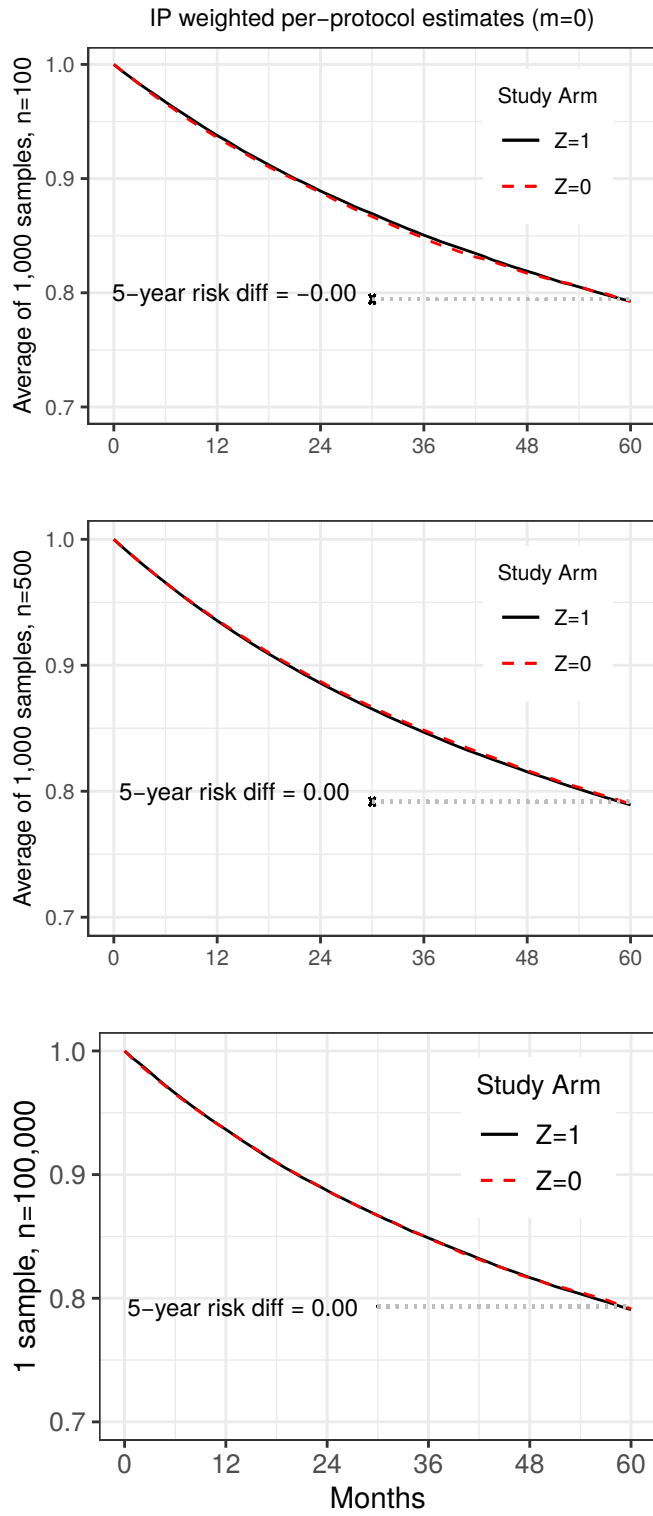 IP weighted per−protocol estimates (m=0)
Average of 1,000 samples, n=100
1.0
0.9
0.8
0.7
Study Arm
Z=1
Z=0
5−year risk diff = −0.00
0 12 24 36 48 60
Average of 1,000 samples, n=500
1.0
0.9
0.8
0.7
Study Arm
Z=1
Z=0
5−year risk diff = 0.00
0 12 24 36 48 60
1 sample, n=100,000
1.0
0.9
0.8
0.7
Study Arm
Z=1
Z=0
5−year risk diff = 0.00
0 12 24 36 48 60
Months